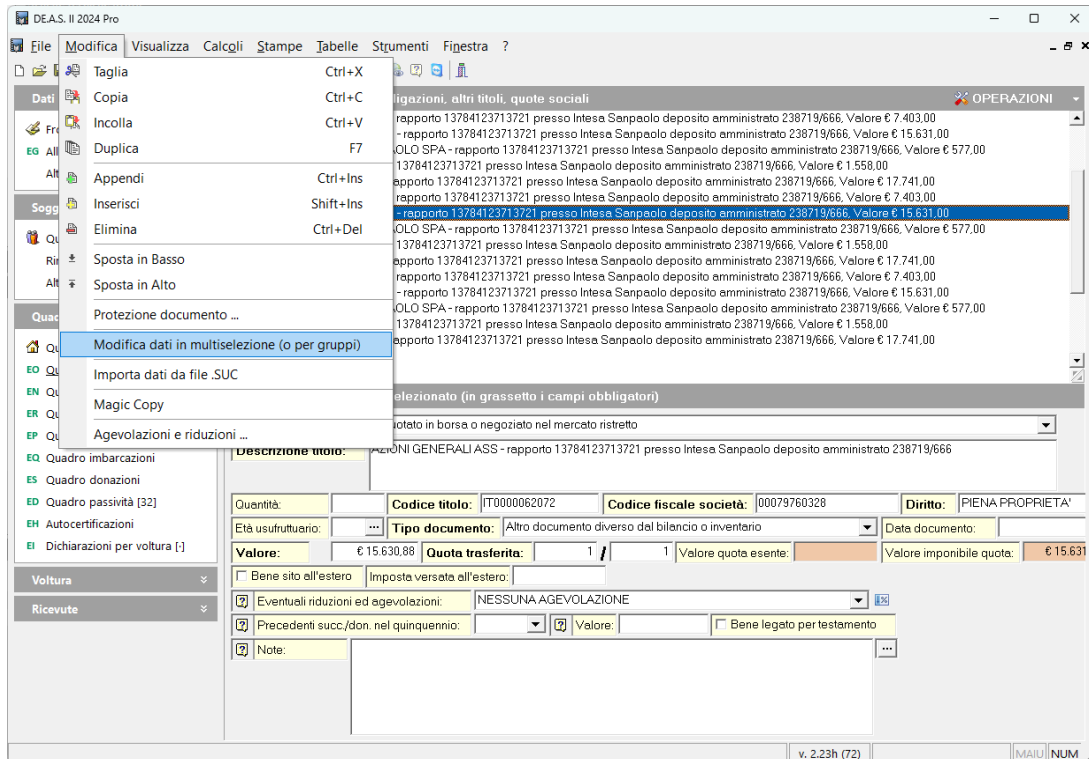 DE.A.S. II 2024 Pro
File Modifica Visualizza Calcoli Stampe Tabelle Strumenti Finestra ?
Taglia Ctrl+X
Copia Ctrl+C
Incolla Ctrl+V
Duplica F7
Appendi Ctrl+Ins
Inserisci Shift+Ins
Elimina Ctrl+Del
Sposta in Basso
Sposta in Alto
Protezione documento ...
Modifica dati in multiselezione (o per gruppi)
Importa dati da file .SUC
Magic Copy
Agevolazioni e riduzioni ...
Dati
EG
EO
EN
ER
EP
EQ Quadro imbarcazioni
ES Quadro donazioni
ED Quadro passività [32]
EH Autocertificazioni
EI Dichiarazioni per voltura [·]
Voltura
Ricevute
altri titoli, quote sociali OPERAZIONI
rapporto 13784123713721 presso Intesa Sanpaolo deposito amministrato 238719/666, Valore € 7.403,00
- rapporto 13784123713721 presso Intesa Sanpaolo deposito amministrato 238719/666, Valore € 15.631,00
SPA - rapporto 13784123713721 presso Intesa Sanpaolo deposito amministrato 238719/666, Valore € 577,00
13784123713721 presso Intesa Sanpaolo deposito amministrato 238719/666, Valore € 1.558,00
13784123713721 presso Intesa Sanpaolo deposito amministrato 238719/666, Valore € 17.741,00
rapporto 13784123713721 presso Intesa Sanpaolo deposito amministrato 238719/666, Valore € 7.403,00
- rapporto 13784123713721 presso Intesa Sanpaolo deposito amministrato 238719/666, Valore € 15.631,00
SPA - rapporto 13784123713721 presso Intesa Sanpaolo deposito amministrato 238719/666, Valore € 577,00
13784123713721 presso Intesa Sanpaolo deposito amministrato 238719/666, Valore € 1.558,00
13784123713721 presso Intesa Sanpaolo deposito amministrato 238719/666, Valore € 17.741,00
rapporto 13784123713721 presso Intesa Sanpaolo deposito amministrato 238719/666, Valore € 7.403,00
- rapporto 13784123713721 presso Intesa Sanpaolo deposito amministrato 238719/666, Valore € 15.631,00
SPA - rapporto 13784123713721 presso Intesa Sanpaolo deposito amministrato 238719/666, Valore € 577,00
13784123713721 presso Intesa Sanpaolo deposito amministrato 238719/666, Valore € 1.558,00
13784123713721 presso Intesa Sanpaolo deposito amministrato 238719/666, Valore € 17.741,00
(in grassetto i campi obbligatori)
in borsa o negoziato nel mercato ristretto
Descrizione titolo: AZIONI GENERALI ASS - rapporto 13784123713721 presso Intesa Sanpaolo deposito amministrato 238719/666
Quantità: Codice titolo: IT0000062072 Codice fiscale società: 00079760328 Diritto: PIENA PROPRIETA'
Età usufruttuario: ... Tipo documento: Altro documento diverso dal bilancio o inventario Data documento:
Valore: € 15.630,88 Quota trasferita: 1 / 1 Valore quota esente: Valore imponibile quota: € 15.631
Bene sito all'estero Imposta versata all'estero:
Eventuali riduzioni ed agevolazioni: NESSUNA AGEVOLAZIONE
Precedenti succ./don. nel quinquennio: Valore: Bene legato per testamento
Note: ...
v. 2.23h (72) MAIU NUM